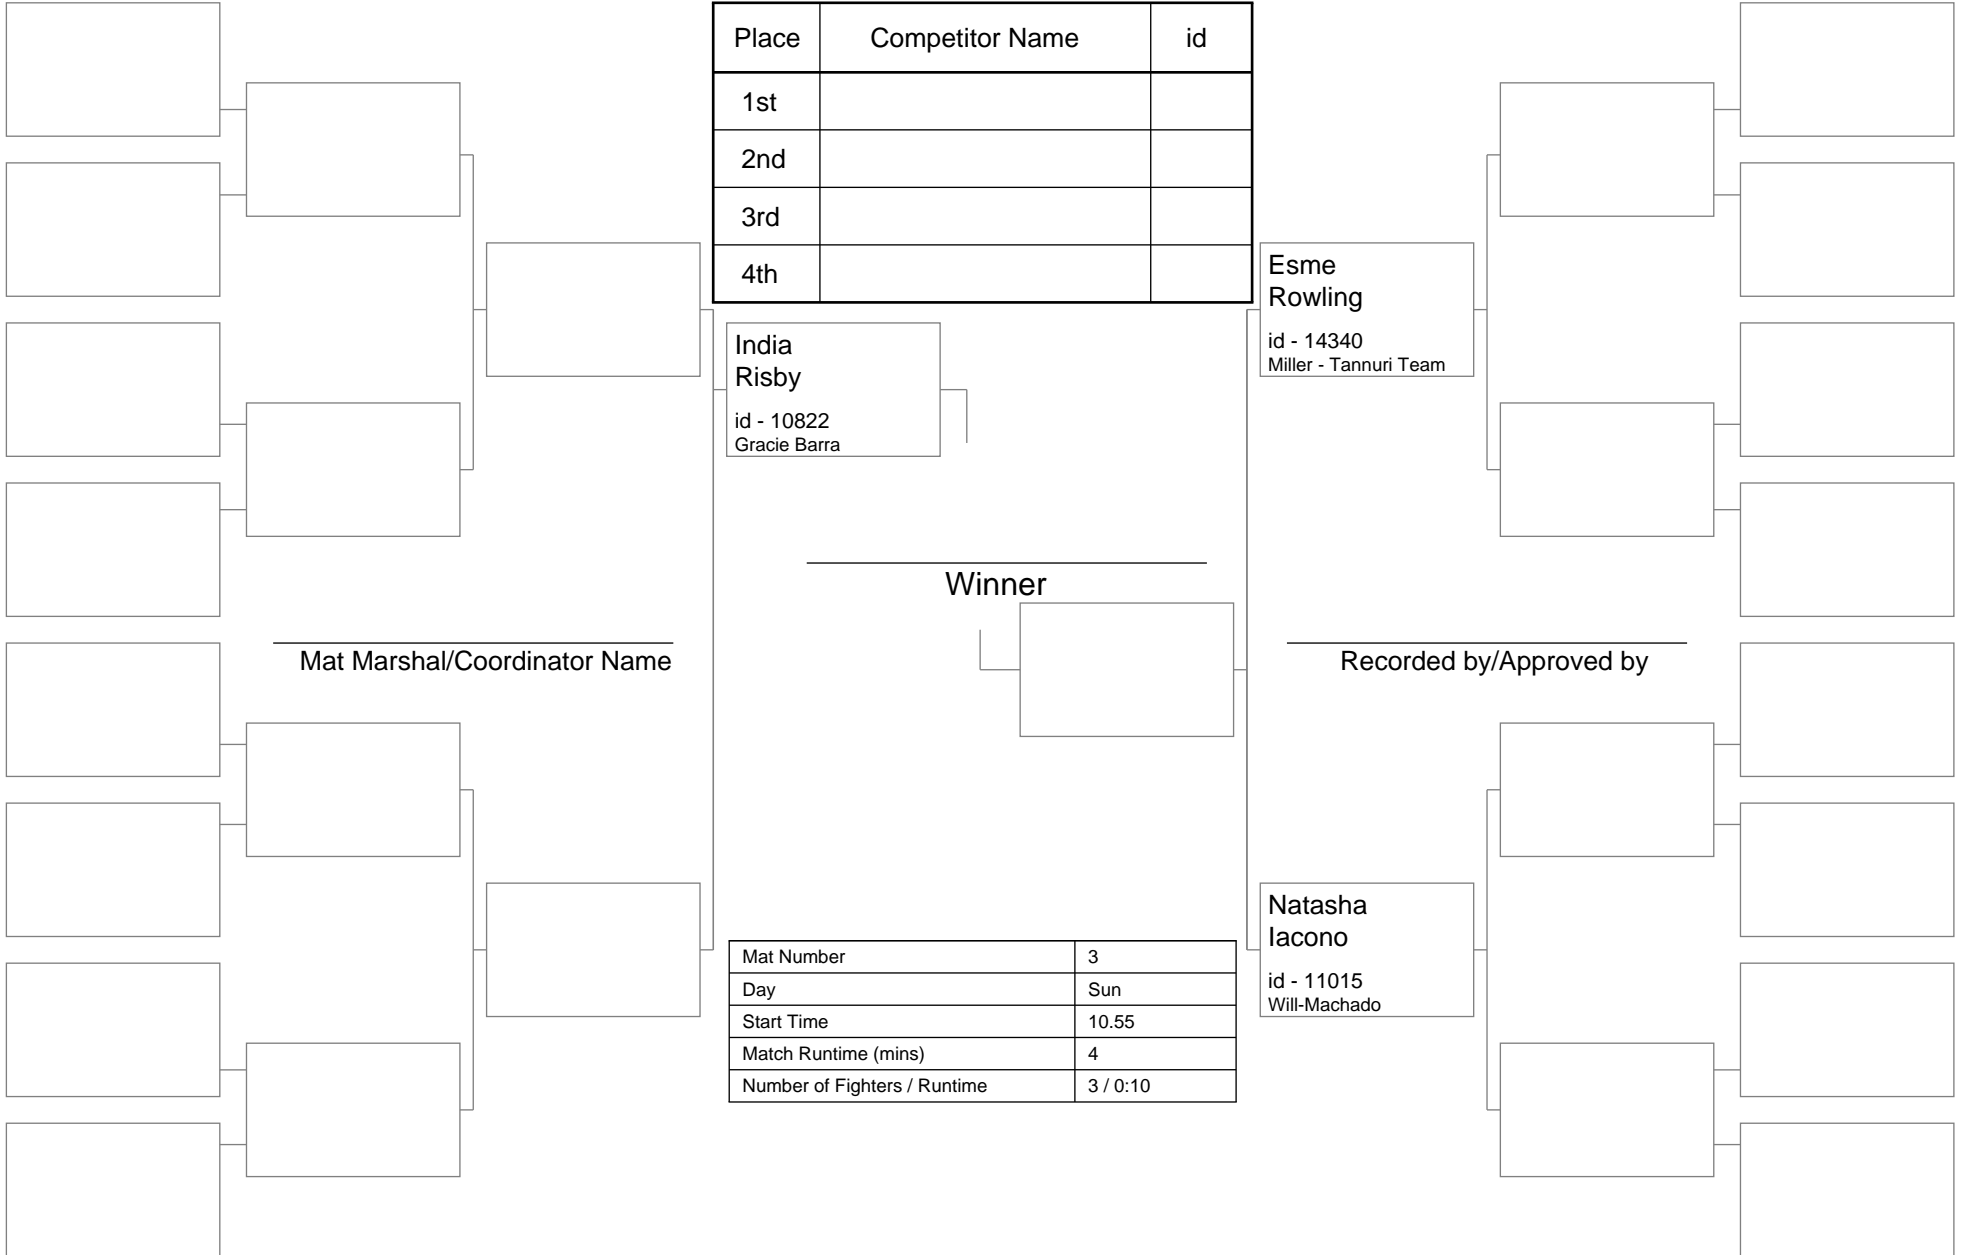 Place Competitor Name id
1st
2nd
3rd
4th
Esme
Rowling
id - 14340
Miller - Tannuri Team
India
Risby
id - 10822
Gracie Barra
Winner
Mat Marshal/Coordinator Name
Recorded by/Approved by
Natasha
Iacono
id - 11015
Will-Machado
Mat Number 3
Day Sun
Start Time 10.55
Match Runtime (mins) 4
Number of Fighters / Runtime 3 / 0:10